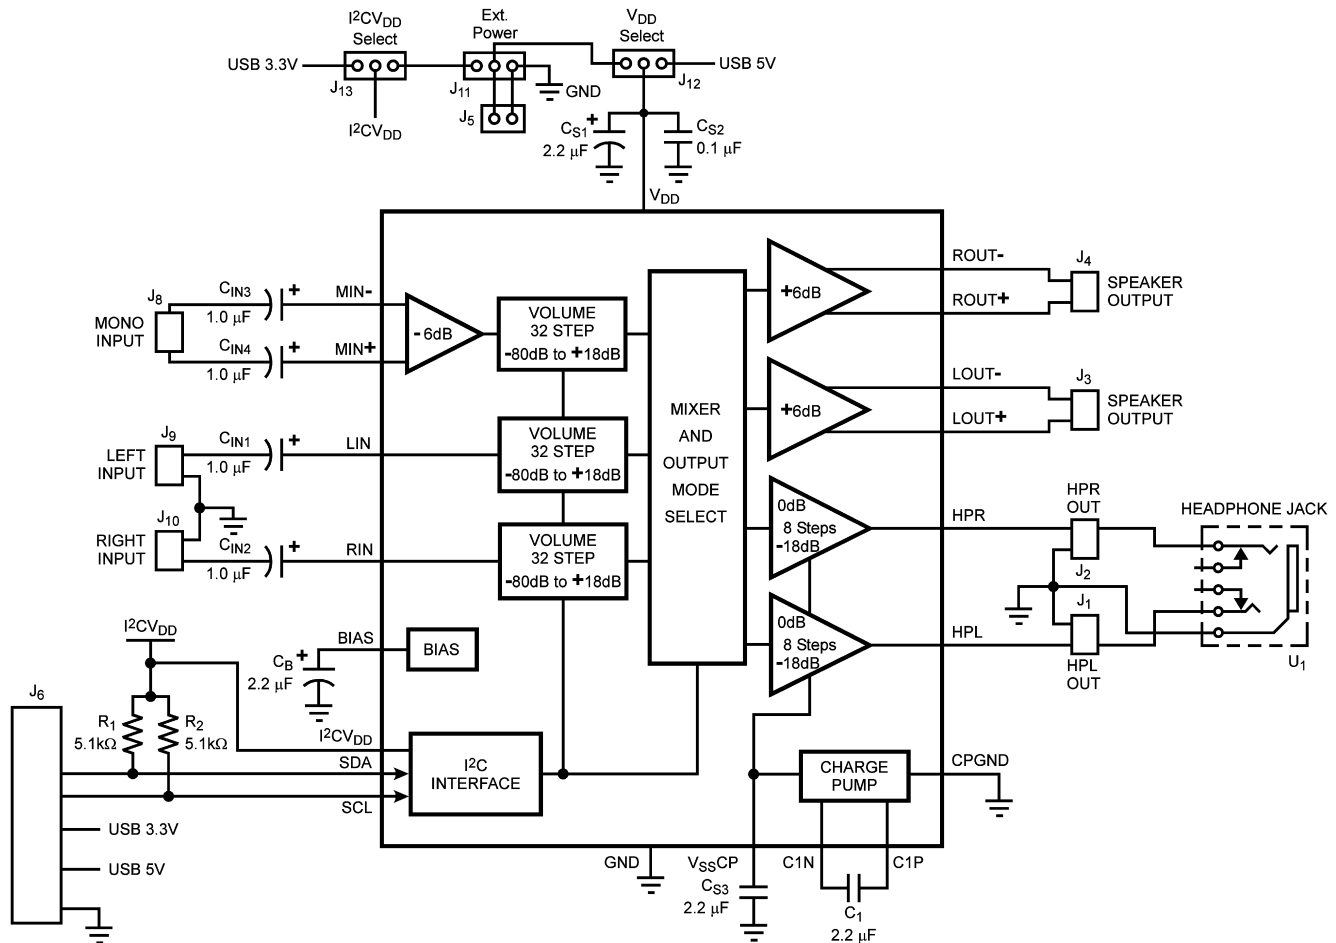 I²CVDD
Select
Ext.
Power
VDD
Select
USB 3.3V
USB 5V
J13
J11
J12
GND
I²CVDD
J5
CS1
+
2.2 µF
CS2
0.1 µF
VDD
J8
MONO
INPUT
CIN3
+
1.0 µF
MIN-
CIN4
+
1.0 µF
MIN+
- 6dB
VOLUME
32 STEP
-80dB to +18dB
J9
LEFT
INPUT
CIN1
+
1.0 µF
LIN
VOLUME
32 STEP
-80dB to +18dB
J10
RIGHT
INPUT
CIN2
+
1.0 µF
RIN
VOLUME
32 STEP
-80dB to +18dB
MIXER
AND
OUTPUT
MODE
SELECT
+6dB
ROUT-
ROUT+
J4
SPEAKER
OUTPUT
+6dB
LOUT-
LOUT+
J3
SPEAKER
OUTPUT
0dB
8 Steps
-18dB
HPR
HPR
OUT
J2
HEADPHONE JACK
0dB
8 Steps
-18dB
HPL
J1
HPL
OUT
U1
I²CVDD
BIAS
BIAS
CB
+
2.2 µF
J6
R1
5.1kΩ
R2
5.1kΩ
I²CVDD
SDA
SCL
I²C
INTERFACE
USB 3.3V
USB 5V
CHARGE
PUMP
CPGND
GND
VSSCP
C1N
C1P
CS3
2.2 µF
C1
2.2 µF